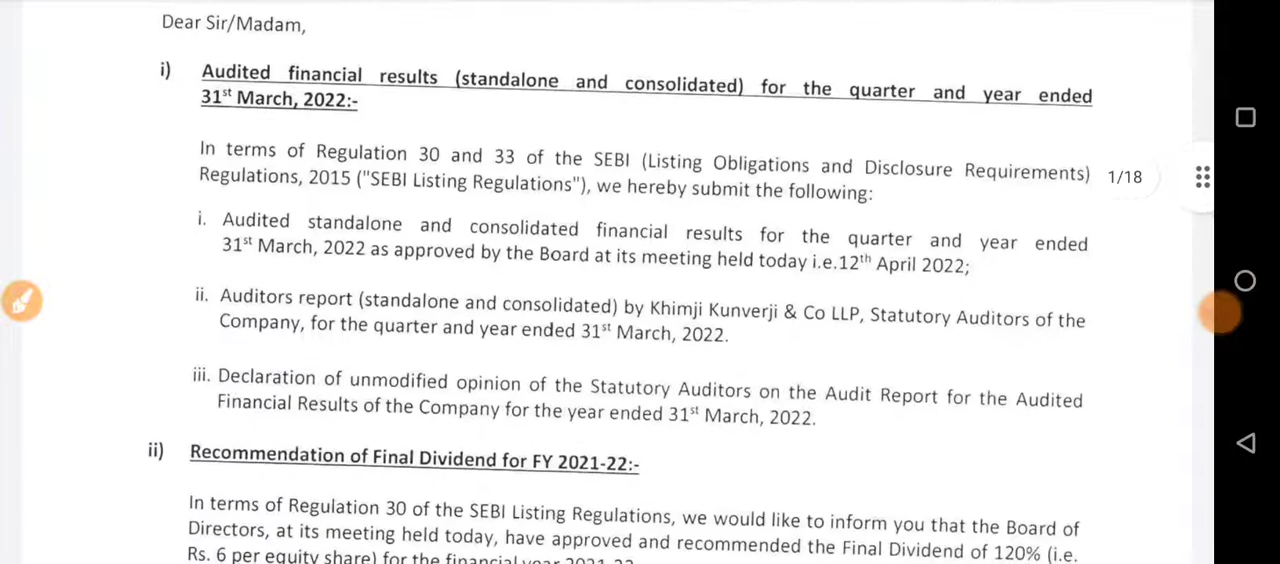 Dear Sir/Madam,
i) Audited financial results (standalone and consolidated) for the quarter and year ended
31st March, 2022:-
In terms of Regulation 30 and 33 of the SEBI (Listing Obligations and Disclosure Requirements)
Regulations, 2015 ("SEBI Listing Regulations"), we hereby submit the following:
1/18
i. Audited standalone and consolidated financial results for the quarter and year ended
31st March, 2022 as approved by the Board at its meeting held today i.e.12th April 2022;
ii. Auditors report (standalone and consolidated) by Khimji Kunverji & Co LLP, Statutory Auditors of the
Company, for the quarter and year ended 31st March, 2022.
iii. Declaration of unmodified opinion of the Statutory Auditors on the Audit Report for the Audited
Financial Results of the Company for the year ended 31st March, 2022.
ii) Recommendation of Final Dividend for FY 2021-22:-
In terms of Regulation 30 of the SEBI Listing Regulations, we would like to inform you that the Board of
Directors, at its meeting held today, have approved and recommended the Final Dividend of 120% (i.e.
Rs. 6 per equity share) for the financial year 2021-22